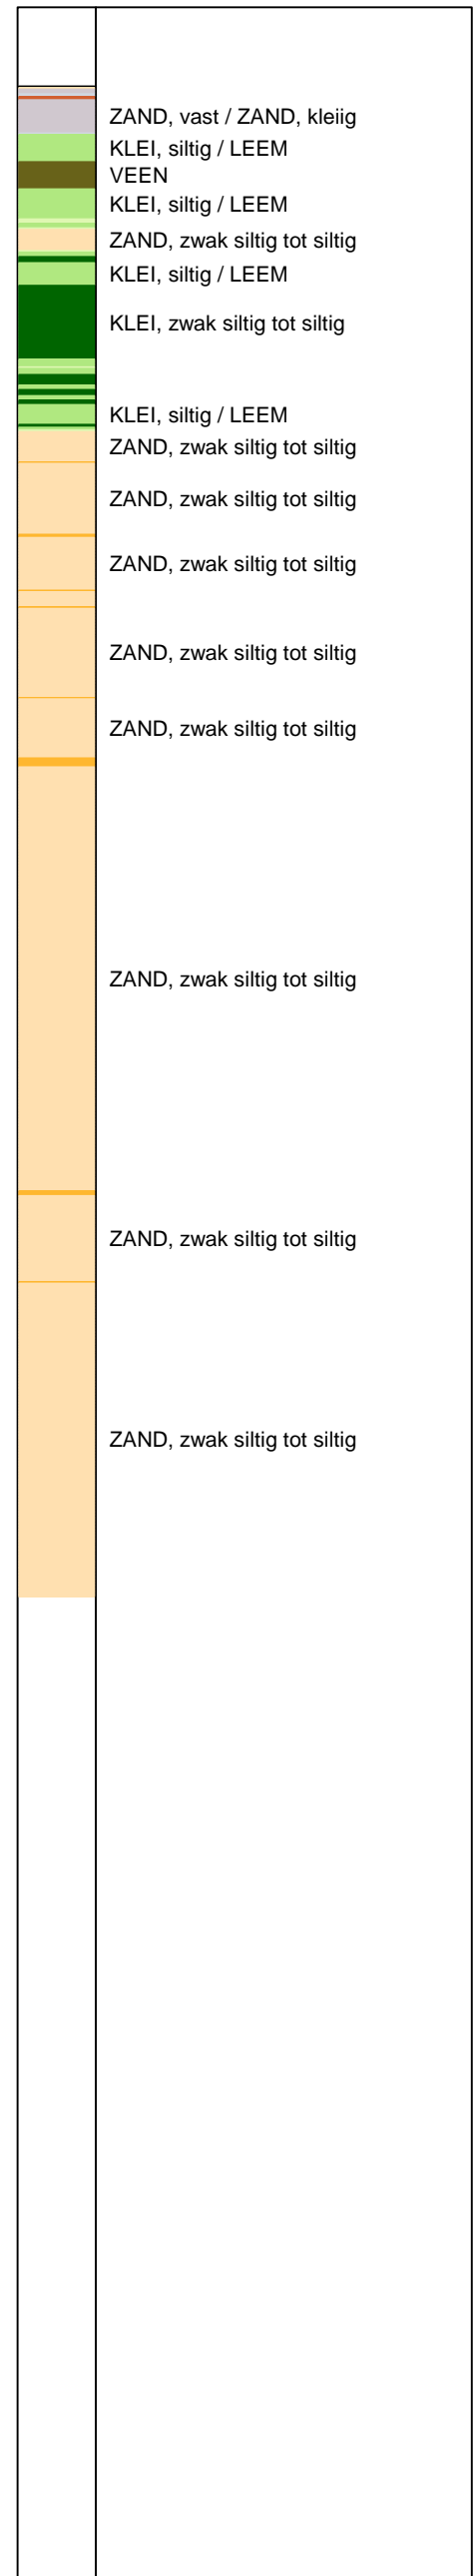 ZAND, vast / ZAND, kleiig
KLEI, siltig / LEEM
VEEN
KLEI, siltig / LEEM
ZAND, zwak siltig tot siltig
KLEI, siltig / LEEM
KLEI, zwak siltig tot siltig
KLEI, siltig / LEEM
ZAND, zwak siltig tot siltig
ZAND, zwak siltig tot siltig
ZAND, zwak siltig tot siltig
ZAND, zwak siltig tot siltig
ZAND, zwak siltig tot siltig
ZAND, zwak siltig tot siltig
ZAND, zwak siltig tot siltig
ZAND, zwak siltig tot siltig